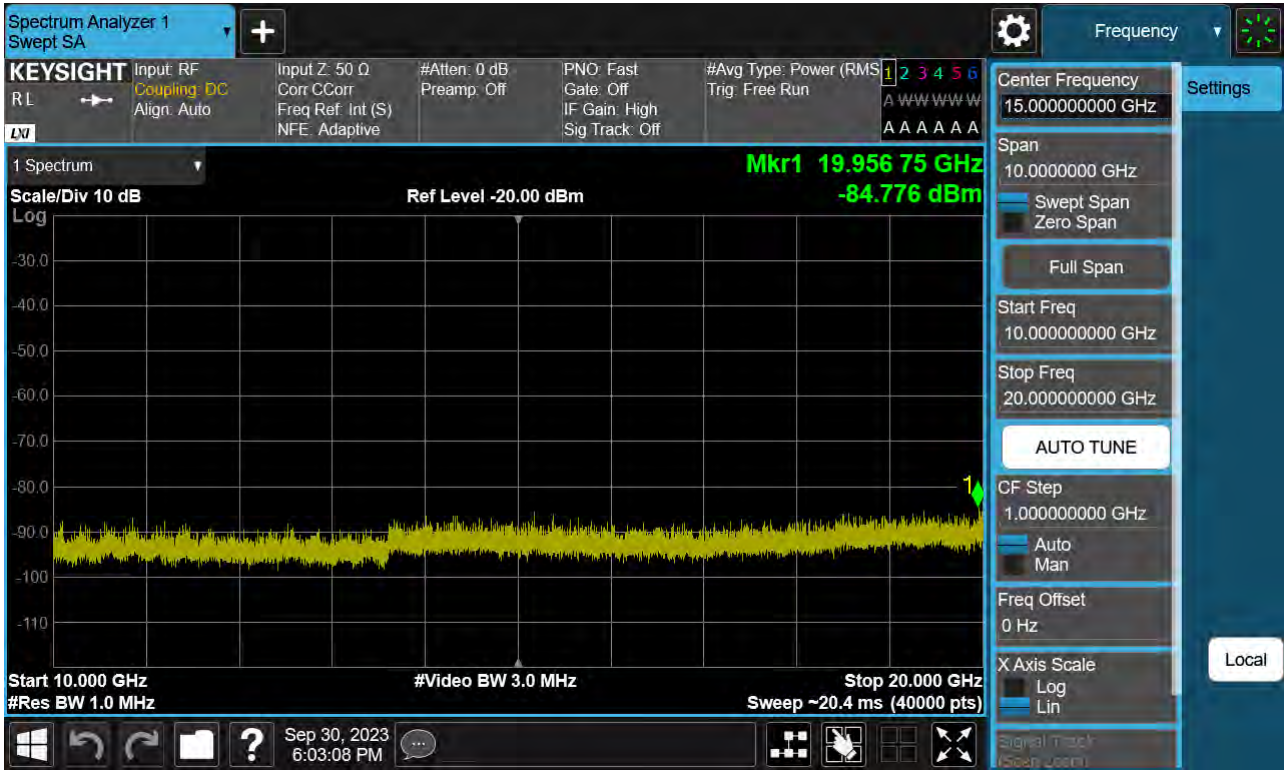 Spectrum Analyzer 1
Swept SA
+
Frequency
KEYSIGHT
R L
LXI
Input: RF
Coupling: DC
Align: Auto
Input Z: 50 Ω
Corr CCorr
Freq Ref: Int (S)
NFE: Adaptive
#Atten: 0 dB
Preamp: Off
PNO: Fast
Gate: Off
IF Gain: High
Sig Track: Off
#Avg Type: Power (RMS
Trig: Free Run
1 2 3 4 5 6
A W W W W W
A A A A A A
1 Spectrum
Mkr1 19.956 75 GHz
Scale/Div 10 dB
Ref Level -20.00 dBm
-84.776 dBm
Log
-30.0
-40.0
-50.0
-60.0
-70.0
-80.0
1
-90.0
-100
-110
Start 10.000 GHz
#Video BW 3.0 MHz
Stop 20.000 GHz
#Res BW 1.0 MHz
Sweep ~20.4 ms (40000 pts)
Center Frequency
15.000000000 GHz
Settings
Span
10.0000000 GHz
Swept Span
Zero Span
Full Span
Start Freq
10.000000000 GHz
Stop Freq
20.000000000 GHz
AUTO TUNE
CF Step
1.000000000 GHz
Auto
Man
Freq Offset
0 Hz
X Axis Scale
Log
Lin
Local
Signal Track
(Span Zoom)
?
Sep 30, 2023
6:03:08 PM